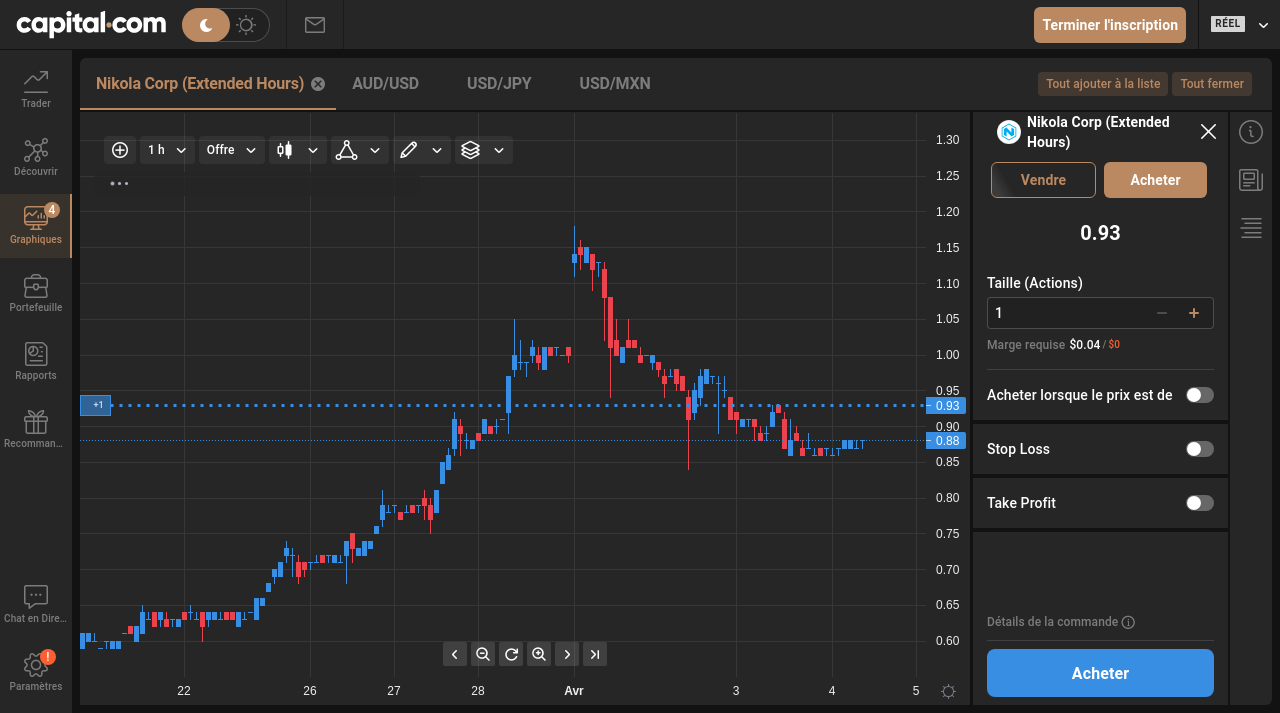 capital.com
Terminer l'inscription
RÉEL
Trader
Découvrir
4
Graphiques
Portefeuille
Rapports
Recomman...
Chat en Dire...
!
Paramètres
Nikola Corp (Extended Hours)
AUD/USD
USD/JPY
USD/MXN
Tout ajouter à la liste
Tout fermer
1 h
Offre
1.30
1.25
1.20
1.15
1.10
1.05
1.00
0.95
+1
0.93
0.90
0.88
0.85
0.80
0.75
0.70
0.65
0.60
22
26
27
28
Avr
3
4
5
Nikola Corp (Extended
Hours)
Vendre
Acheter
0.93
Taille (Actions)
1
Marge requise $0.04 / $0
Acheter lorsque le prix est de
Stop Loss
Take Profit
Détails de la commande
Acheter